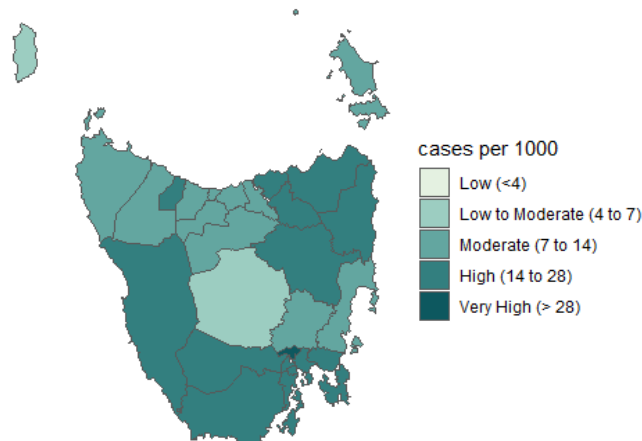 cases per 1000
Low (<4)
Low to Moderate (4 to 7)
Moderate (7 to 14)
High (14 to 28)
Very High (> 28)